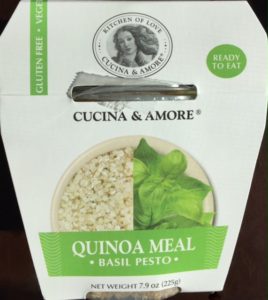 KITCHEN OF LOVE
CUCINA & AMORE®
GLUTEN FREE •
READY TO EAT
CUCINA & AMORE®
QUINOA MEAL
• BASIL PESTO •
NET WEIGHT 7.9 oz (225g)